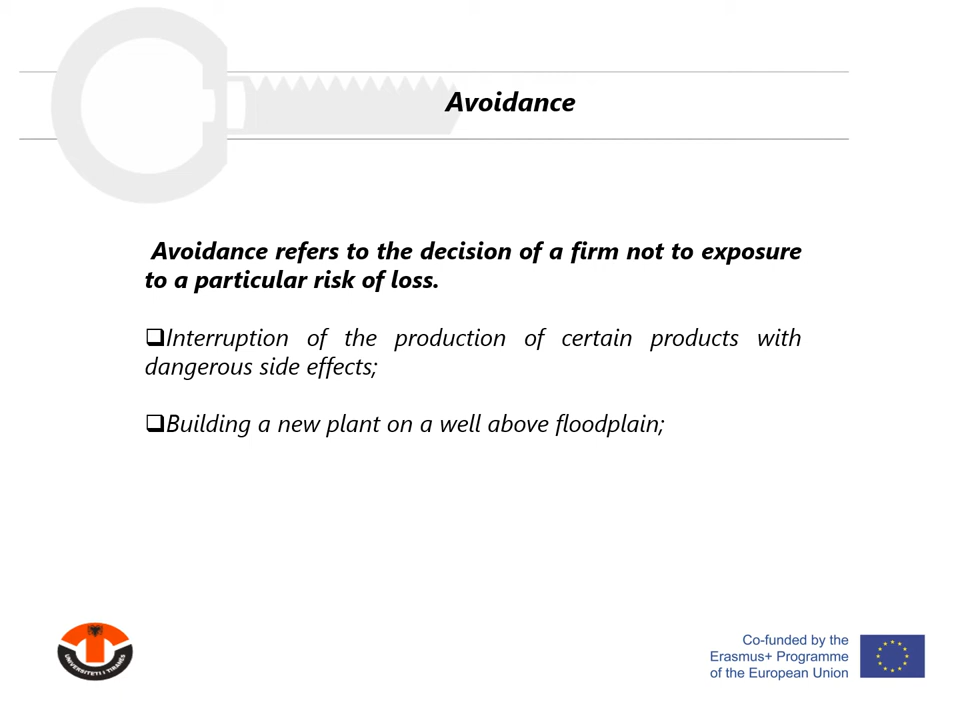 Avoidance
Avoidance refers to the decision of a firm not to exposure
to a particular risk of loss.
❑Interruption of the production of certain products with
dangerous side effects;
❑Building a new plant on a well above floodplain;
UNIVERSITETI I TIRANËS
Co-funded by the
Erasmus+ Programme
of the European Union